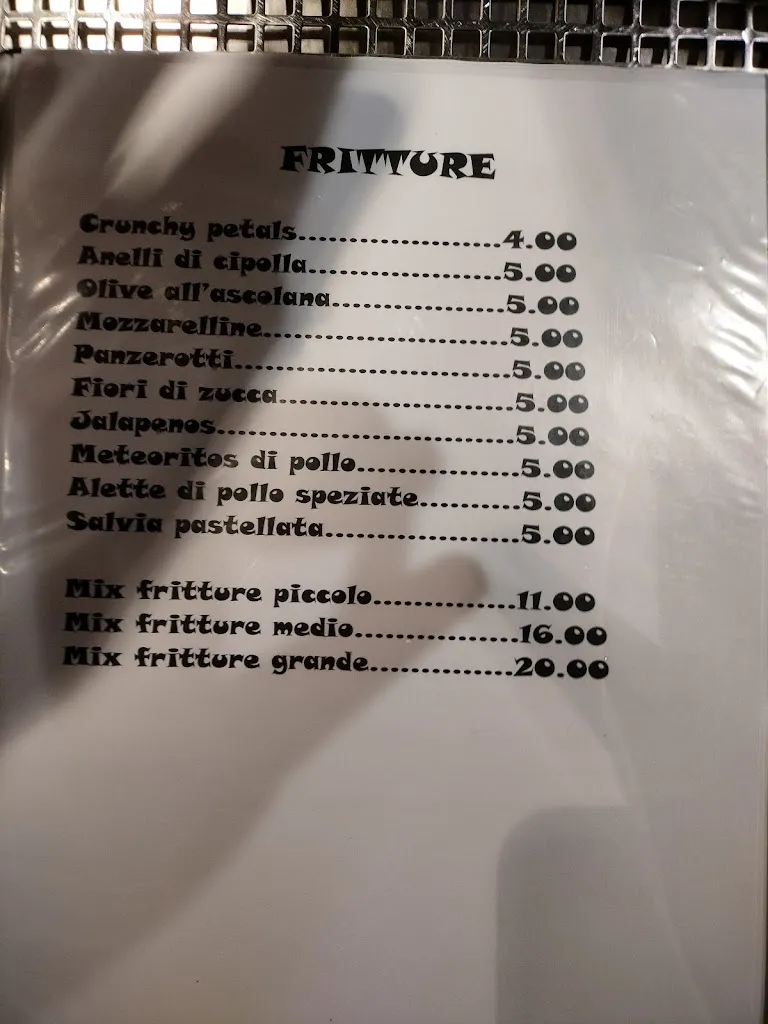 FRITTURE
Crunchy petals......................4.00
Anelli di cipolla.....................5.00
Olive all'ascolana...................5.00
Mozzarelline...........................5.00
Panzerotti..............................5.00
Fiori di zucca.........................5.00
Jalapenos................................5.00
Meteoritos di pollo..................5.00
Alette di pollo speziate...........5.00
Salvia pastellata.....................5.00
Mix fritture piccolo...............11.00
Mix fritture medio.................16.00
Mix fritture grande...............20.00